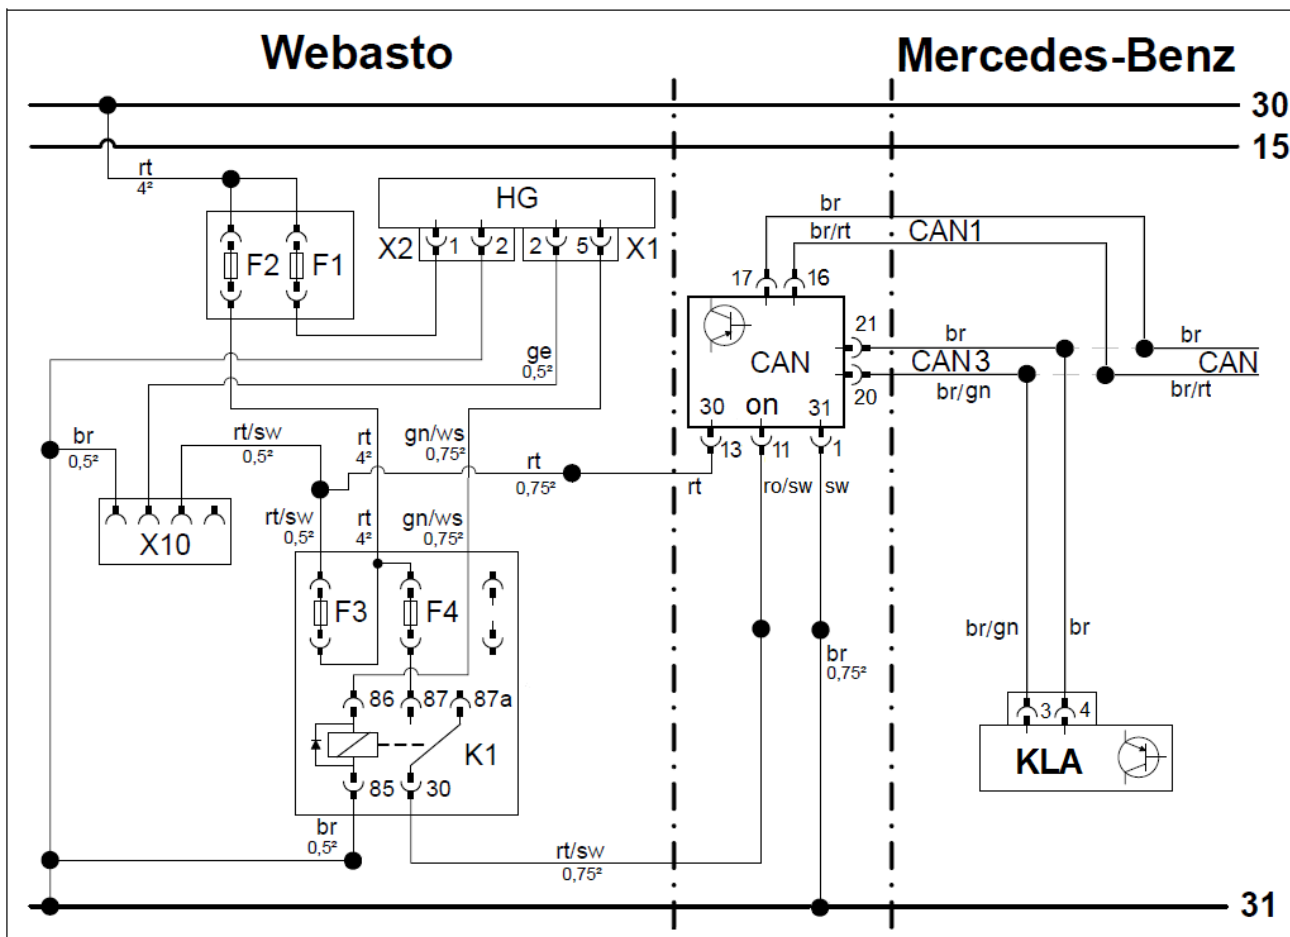 Webasto
Mercedes-Benz
30
15
rt
4²
HG
X2
1
2
2
5
X1
F2
F1
br
br/rt
CAN1
17
16
21
br
CAN
CAN3
20
br/gn
br
CAN
br/rt
30
on
31
13
11
1
rt
ro/sw
sw
ge
0,5²
br
0,5²
rt/sw
0,5²
rt
4²
gn/ws
0,75²
rt
0,75²
X10
rt/sw
0,5²
rt
4²
gn/ws
0,75²
F3
F4
86
87
87a
K1
85
30
br
0,5²
rt/sw
0,75²
br
0,75²
br/gn
br
3
4
KLA
31